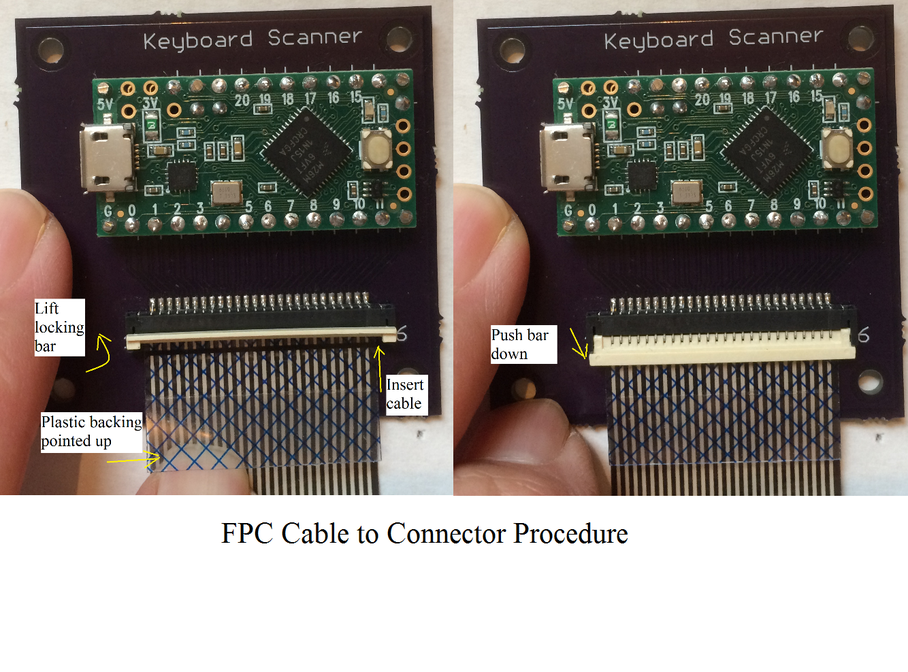 Keyboard Scanner
5V 3V 20 19 18 17 16 15
G 0 1 2 3 5 6 7 8 9 10 11
Lift
locking
bar
6
Insert
cable
Plastic backing
pointed up
Keyboard Scanner
5V 3V 20 19 18 17 16 15
G 0 1 2 3 5 6 7 8 9 10 11
Push bar
down
6
FPC Cable to Connector Procedure